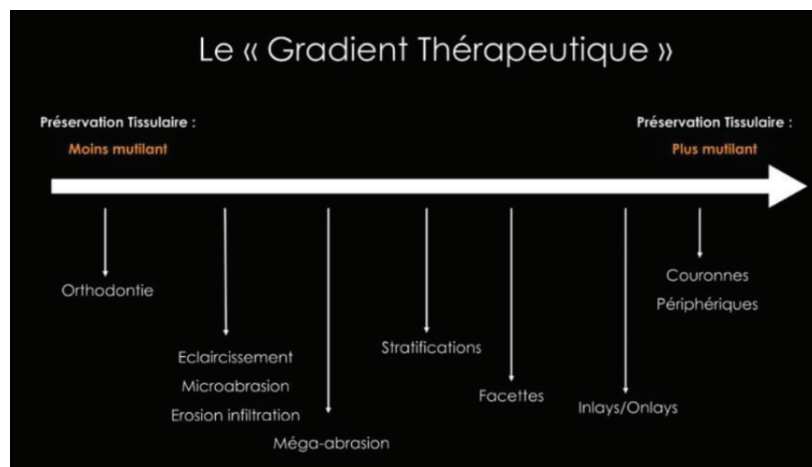 Le « Gradient Thérapeutique »
Préservation Tissulaire :
Moins mutilant
Préservation Tissulaire :
Plus mutilant
Orthodontie
Eclaircissement
Microabrasion
Erosion infiltration
Méga-abrasion
Stratifications
Facettes
Inlays/Onlays
Couronnes
Périphériques